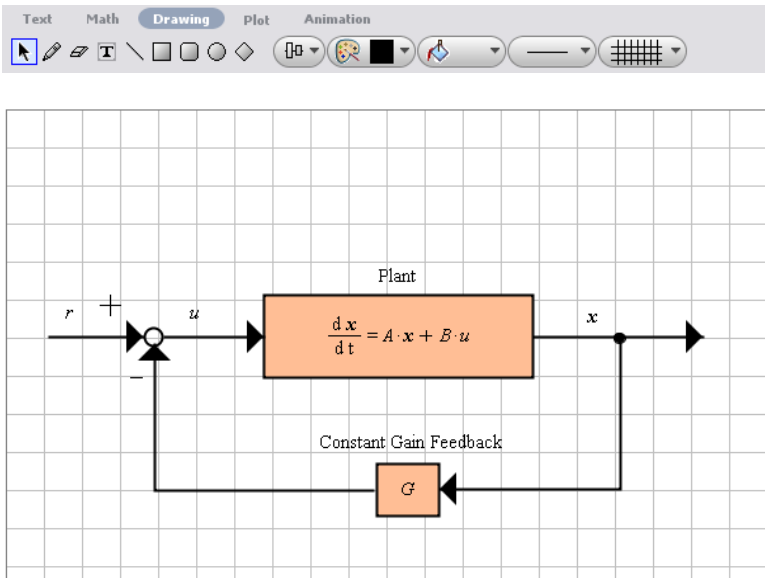 Text Math Drawing Plot Animation
T
Plant
r + u
dx/dt = A·x + B·u
x
−
Constant Gain Feedback
G